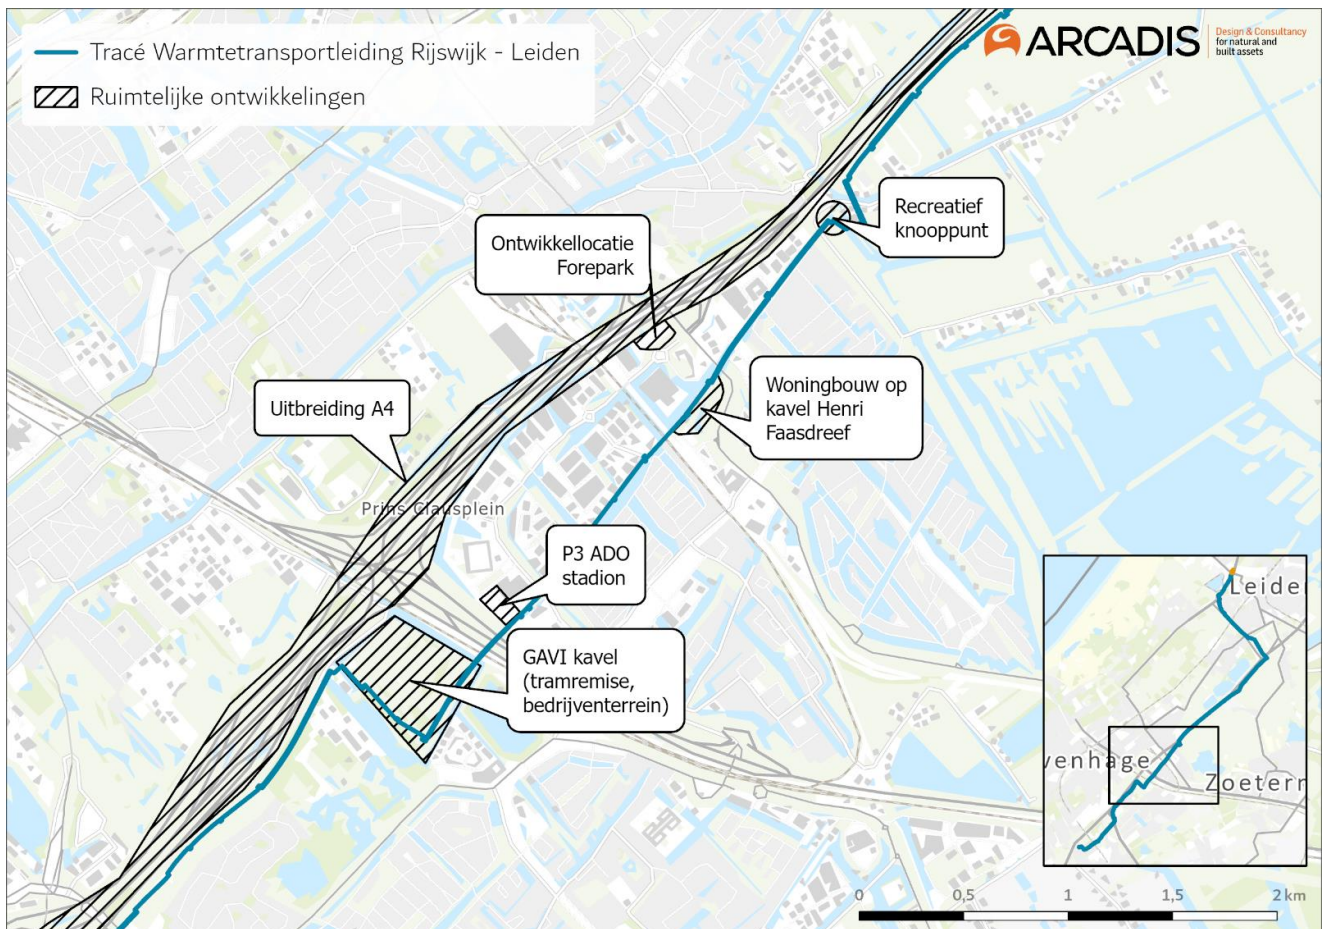 Tracé Warmtetransportleiding Rijswijk - Leiden
Ruimtelijke ontwikkelingen
ARCADIS
Design & Consultancy
for natural and
built assets
Recreatief
knooppunt
Ontwikkellocatie
Forepark
Uitbreiding A4
Woningbouw op
kavel Henri
Faasdreef
Prins Clausplein
P3 ADO
stadion
GAVI kavel
(tramremise,
bedrijventerrein)
Leiden
venhage
Zoeterm
0 0,5 1 1,5 2 km